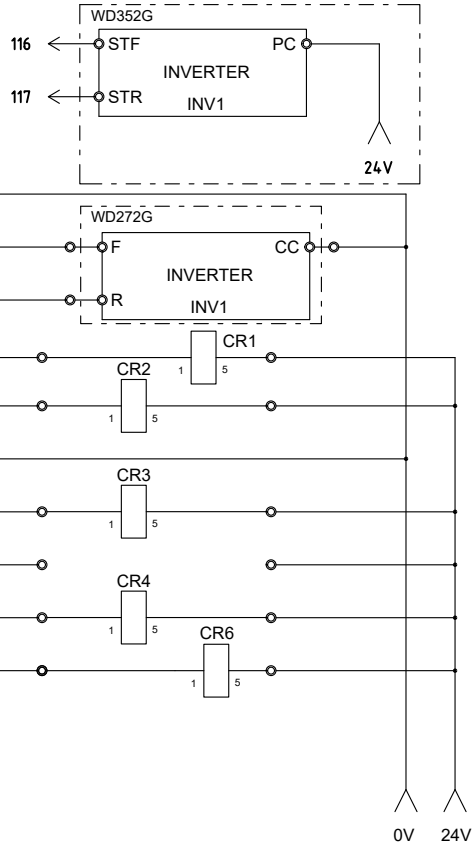 WD352G
116 STF PC
INVERTER
117 STR
INV1
24V
WD272G
F CC
INVERTER
R
INV1
CR1
1 5
CR2
1 5
CR3
1 5
CR4
1 5
CR6
1 5
0V 24V